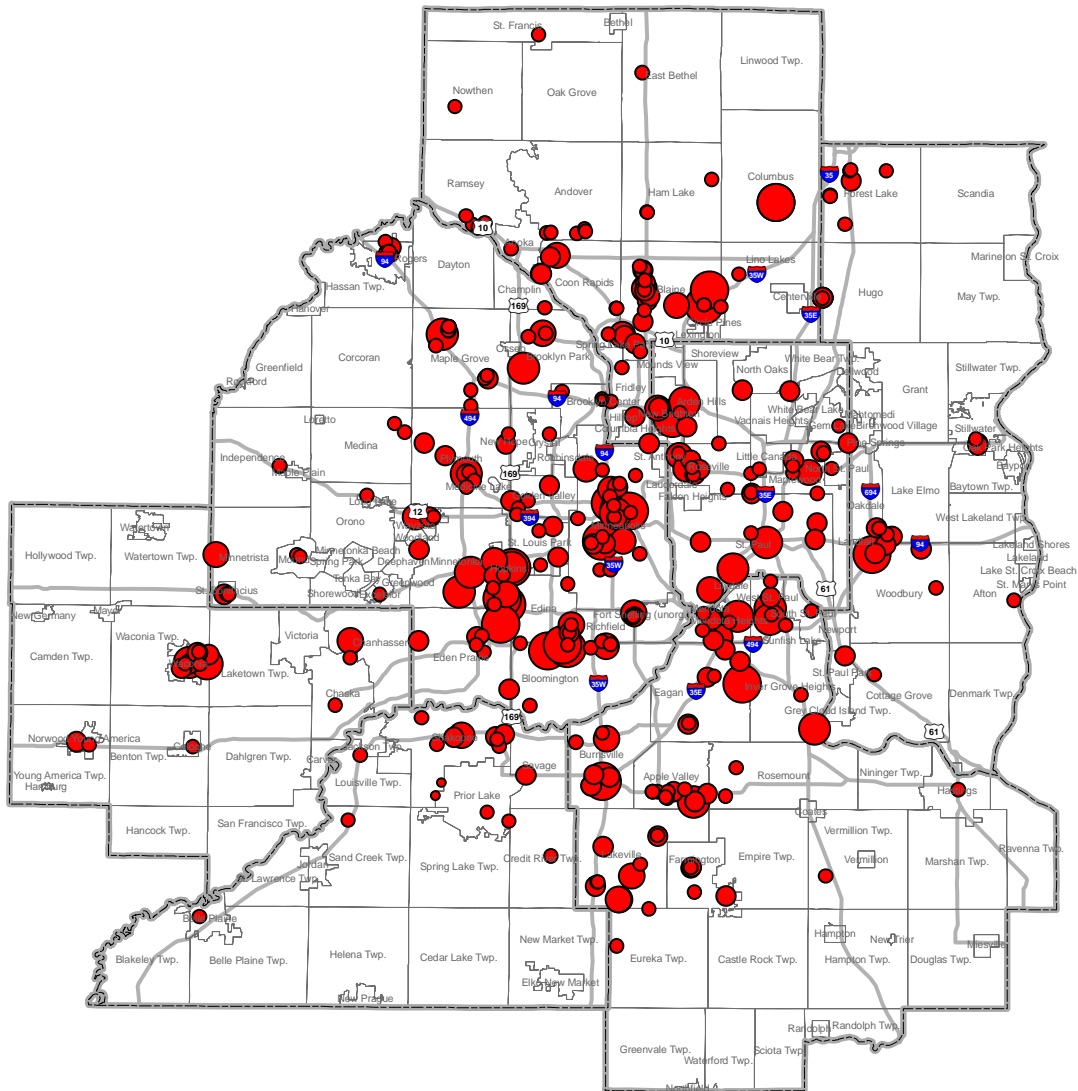 St. Francis
Bethel
Linwood Twp.
East Bethel
Nowthen
Oak Grove
Ramsey
Andover
Ham Lake
Columbus
35
Forest Lake
Scandia
10
Anoka
94
Rogers
Dayton
Lino Lakes
35W
Marine on St. Croix
Hassan Twp.
Coon Rapids
Blaine
Champlin
Centerville
Hugo
May Twp.
Hanover
169
35E
Lexington
10
Corcoran
Maple Grove
Osseo
Brooklyn Park
Mounds View
Shoreview
White Bear Twp.
Greenfield
North Oaks
Dellwood
Stillwater Twp.
Rockford
Fridley
Grant
94
Brooklyn Center
Arden Hills
White Bear Lake
Loretto
494
Columbia Heights
Vadnais Heights
Birchwood Village
Stillwater
Medina
New Hope
Crystal
Pine Springs
Oak Park Heights
Independence
Robbinsdale
94
St. Anthony
Little Canada
Maple Plain
169
Roseville
North St. Paul
Bayport
Medicine Lake
Lauderdale
Maplewood
Lake Elmo
Baytown Twp.
Long Lake
Golden Valley
Falcon Heights
35E
694
Oakdale
Orono
12
394
Minneapolis
West Lakeland Twp.
Woodland
St. Louis Park
St. Paul
94
Lakeland Shores
Hollywood Twp.
Watertown
Watertown Twp.
Minnetrista
Minnetonka Beach
Spring Park
Deephaven
Minnetonka
Hopkins
35W
Lakeland
Lake St. Croix Beach
Tonka Bay
Greenwood
St. Marys Point
St. Bonifacius
Shorewood
Excelsior
61
Woodbury
Afton
New Germany
Mayer
Edina
Fort Snelling (unorg.)
West St. Paul
Waconia Twp.
Victoria
Chanhassen
Richfield
South St. Paul
Newport
Camden Twp.
Waconia
Laketown Twp.
Eden Prairie
494
Sunfish Lake
Bloomington
35W
Eagan
35E
Inver Grove Heights
St. Paul Park
Cottage Grove
Denmark Twp.
Chaska
Grey Cloud Island Twp.
169
61
Norwood Young America
Cologne
Benton Twp.
Dahlgren Twp.
Carver
Jackson Twp.
Shakopee
Burnsville
Young America Twp.
Hamburg
Louisville Twp.
Savage
Apple Valley
Rosemount
Nininger Twp.
Prior Lake
Hastings
Hancock Twp.
San Francisco Twp.
Coates
Sand Creek Twp.
Spring Lake Twp.
Credit River Twp.
Lakeville
Farmington
Empire Twp.
Vermillion Twp.
Vermillion
Marshan Twp.
Ravenna Twp.
Jordan
St. Lawrence Twp.
Belle Plaine
Blakeley Twp.
Belle Plaine Twp.
Helena Twp.
Cedar Lake Twp.
New Market Twp.
Eureka Twp.
Castle Rock Twp.
Hampton
Hampton Twp.
New Trier
Douglas Twp.
Miesville
Elko New Market
New Prague
Randolph
Randolph Twp.
Greenvale Twp.
Waterford Twp.
Sciota Twp.
Northfield